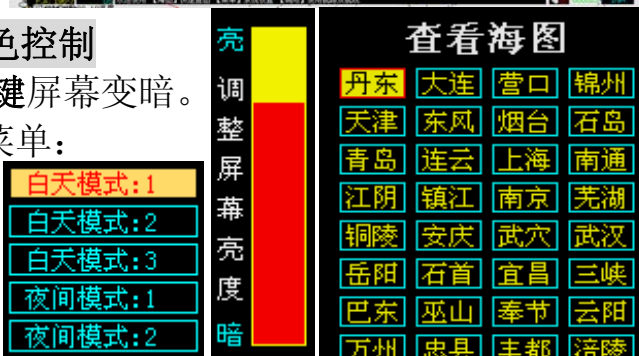 色控制
键屏幕变暗。
菜单：
白天模式:1
白天模式:2
白天模式:3
夜间模式:1
夜间模式:2
亮
调
整
屏
幕
亮
度
暗
查看海图
丹东 大连 营口 锦州
天津 东风 烟台 石岛
青岛 连云 上海 南通
江阴 镇江 南京 芜湖
铜陵 安庆 武穴 武汉
岳阳 石首 宜昌 三峡
巴东 巫山 奉节 云阳
万州 忠县 丰都 涪陵